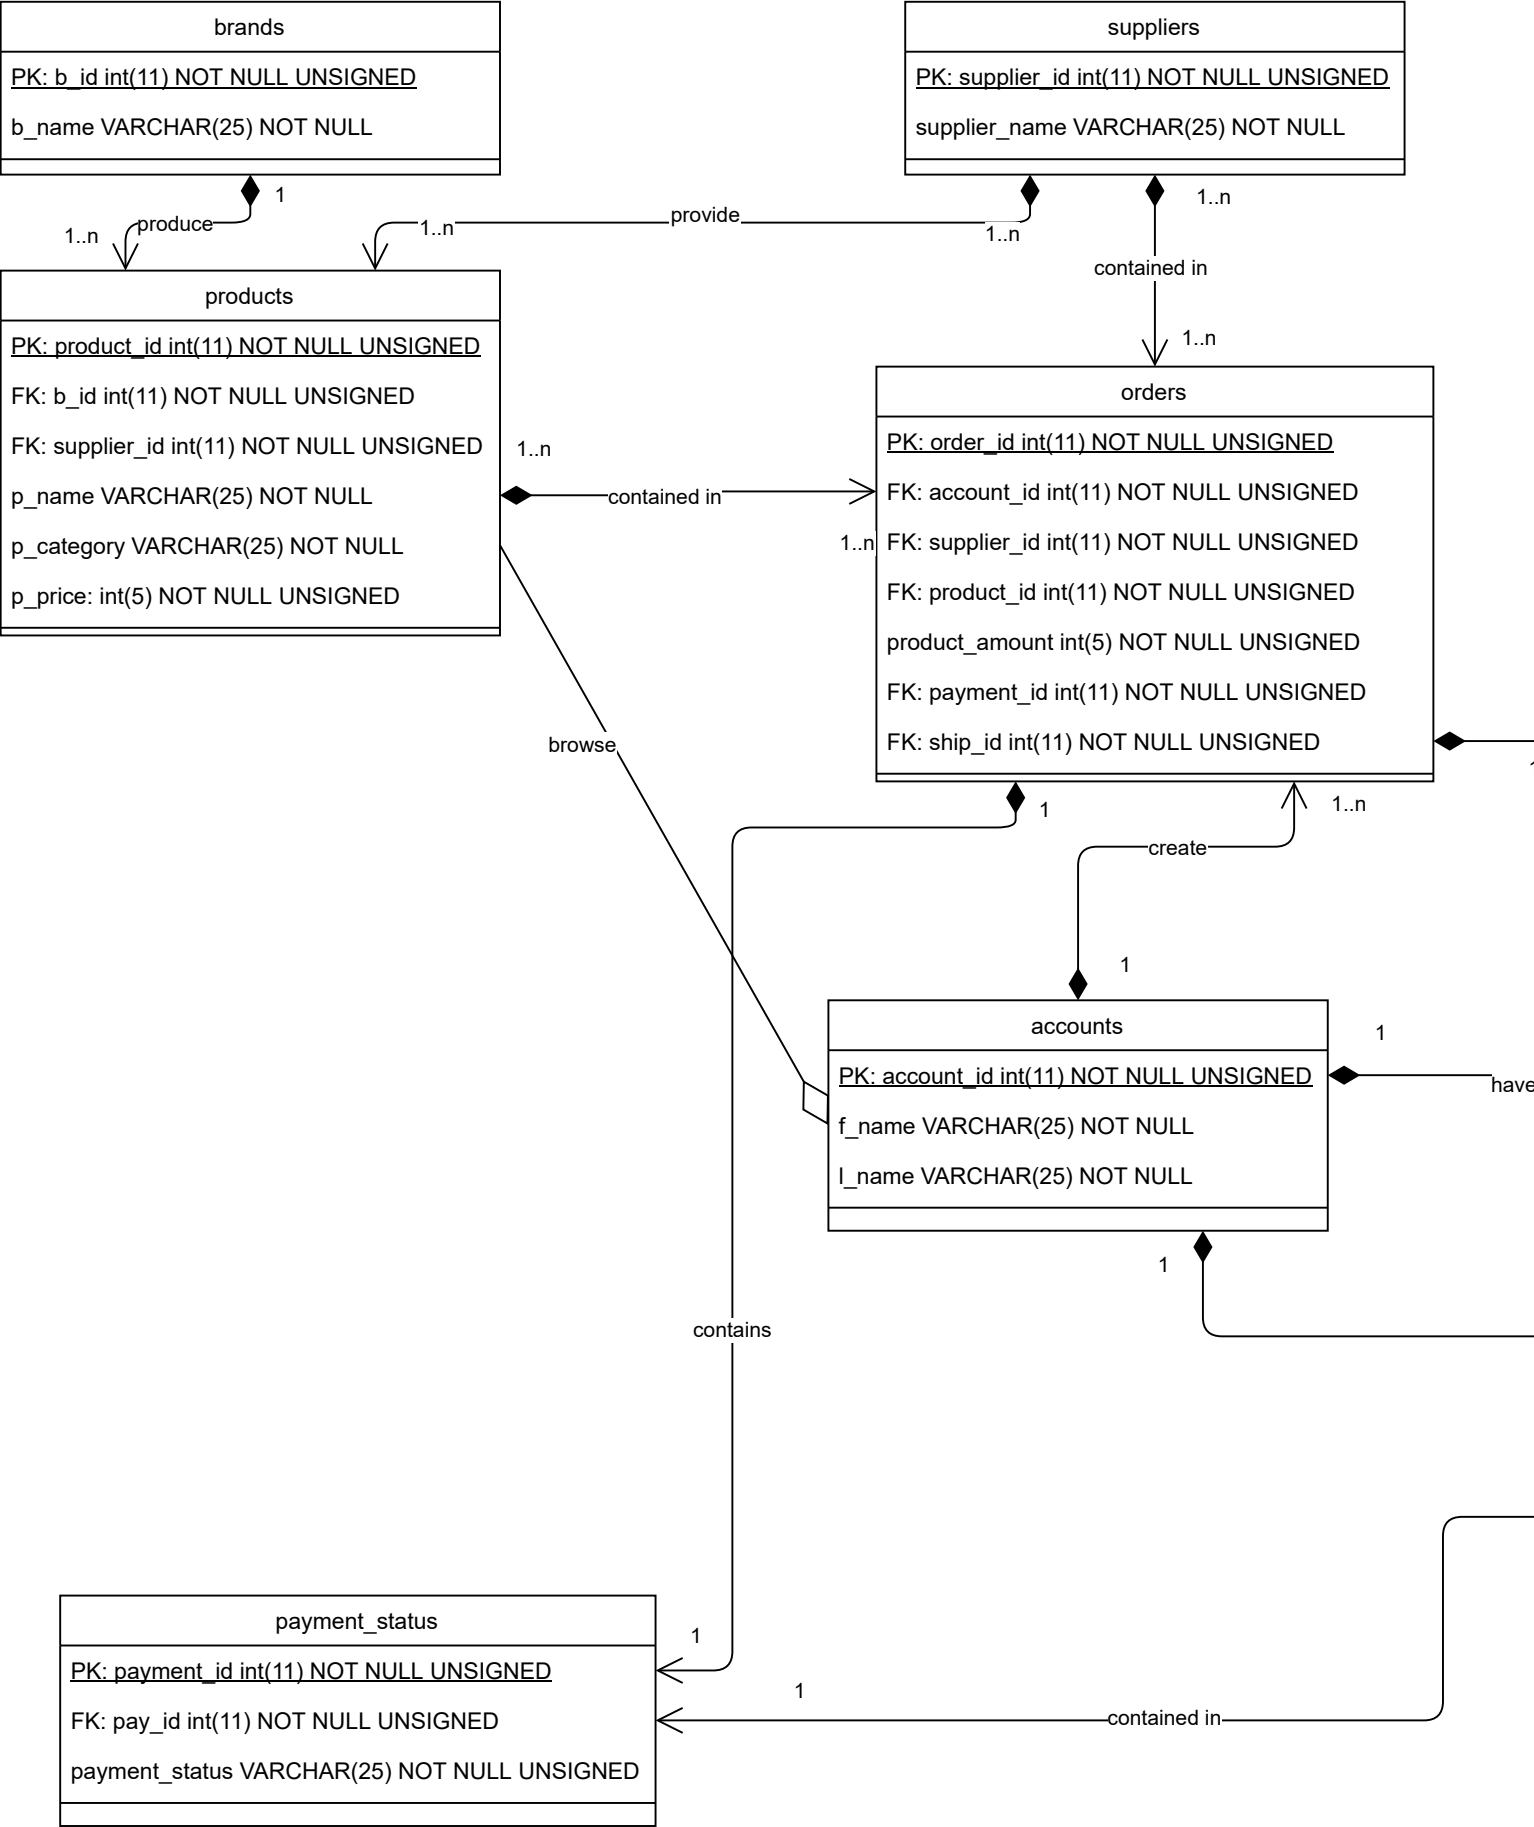 brands
PK: b_id int(11) NOT NULL UNSIGNED
b_name VARCHAR(25) NOT NULL
suppliers
PK: supplier_id int(11) NOT NULL UNSIGNED
supplier_name VARCHAR(25) NOT NULL
1
produce
1..n
provide
1..n
1..n
1..n
contained in
1..n
products
PK: product_id int(11) NOT NULL UNSIGNED
FK: b_id int(11) NOT NULL UNSIGNED
FK: supplier_id int(11) NOT NULL UNSIGNED
p_name VARCHAR(25) NOT NULL
p_category VARCHAR(25) NOT NULL
p_price: int(5) NOT NULL UNSIGNED
1..n
contained in
1..n
orders
PK: order_id int(11) NOT NULL UNSIGNED
FK: account_id int(11) NOT NULL UNSIGNED
FK: supplier_id int(11) NOT NULL UNSIGNED
FK: product_id int(11) NOT NULL UNSIGNED
product_amount int(5) NOT NULL UNSIGNED
FK: payment_id int(11) NOT NULL UNSIGNED
FK: ship_id int(11) NOT NULL UNSIGNED
browse
1
1..n
create
1
accounts
PK: account_id int(11) NOT NULL UNSIGNED
f_name VARCHAR(25) NOT NULL
l_name VARCHAR(25) NOT NULL
1
have
1
contains
payment_status
PK: payment_id int(11) NOT NULL UNSIGNED
FK: pay_id int(11) NOT NULL UNSIGNED
payment_status VARCHAR(25) NOT NULL UNSIGNED
1
1
contained in